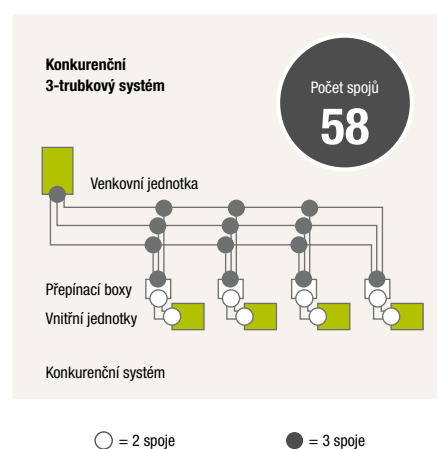 Konkurenční
3-trubkový systém
Počet spojů
58
Venkovní jednotka
Přepínací boxy
Vnitřní jednotky
Konkurenční systém
= 2 spoje
= 3 spoje